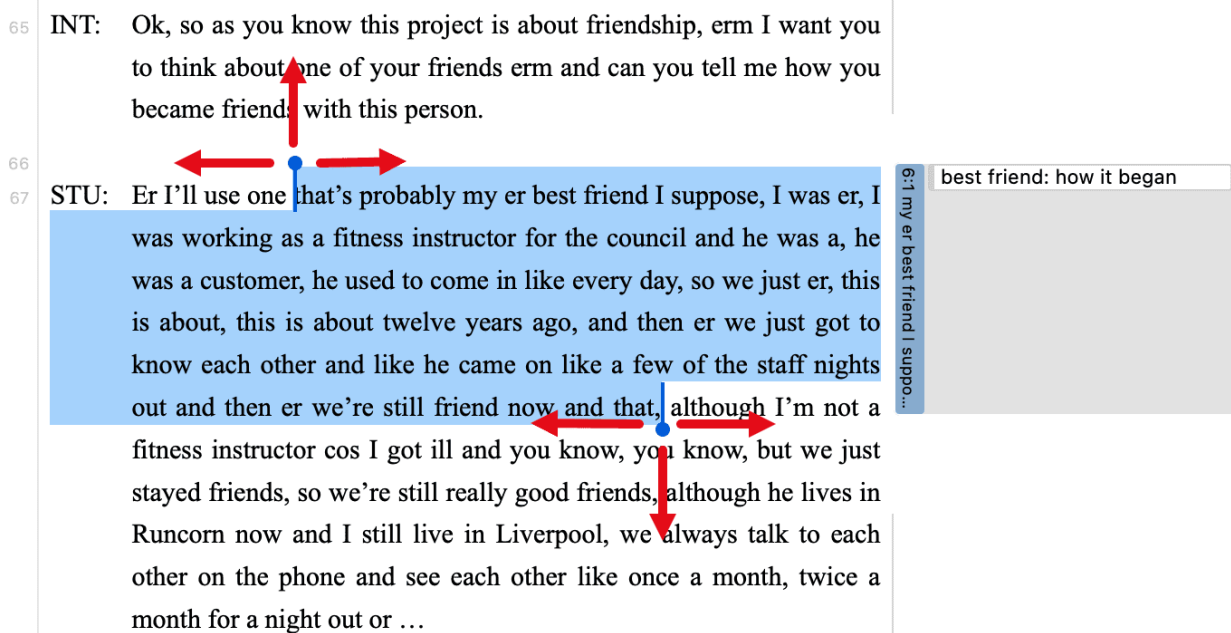 65 INT: Ok, so as you know this project is about friendship, erm I want you
to think about one of your friends erm and can you tell me how you
became friends with this person.
66
67 STU: Er I’ll use one that’s probably my er best friend I suppose, I was er, I
was working as a fitness instructor for the council and he was a, he
was a customer, he used to come in like every day, so we just er, this
is about, this is about twelve years ago, and then er we just got to
know each other and like he came on like a few of the staff nights
out and then er we’re still friend now and that, although I’m not a
fitness instructor cos I got ill and you know, you know, but we just
stayed friends, so we’re still really good friends, although he lives in
Runcorn now and I still live in Liverpool, we always talk to each
other on the phone and see each other like once a month, twice a
month for a night out or …
6:1 my er best friend I suppo...
best friend: how it began